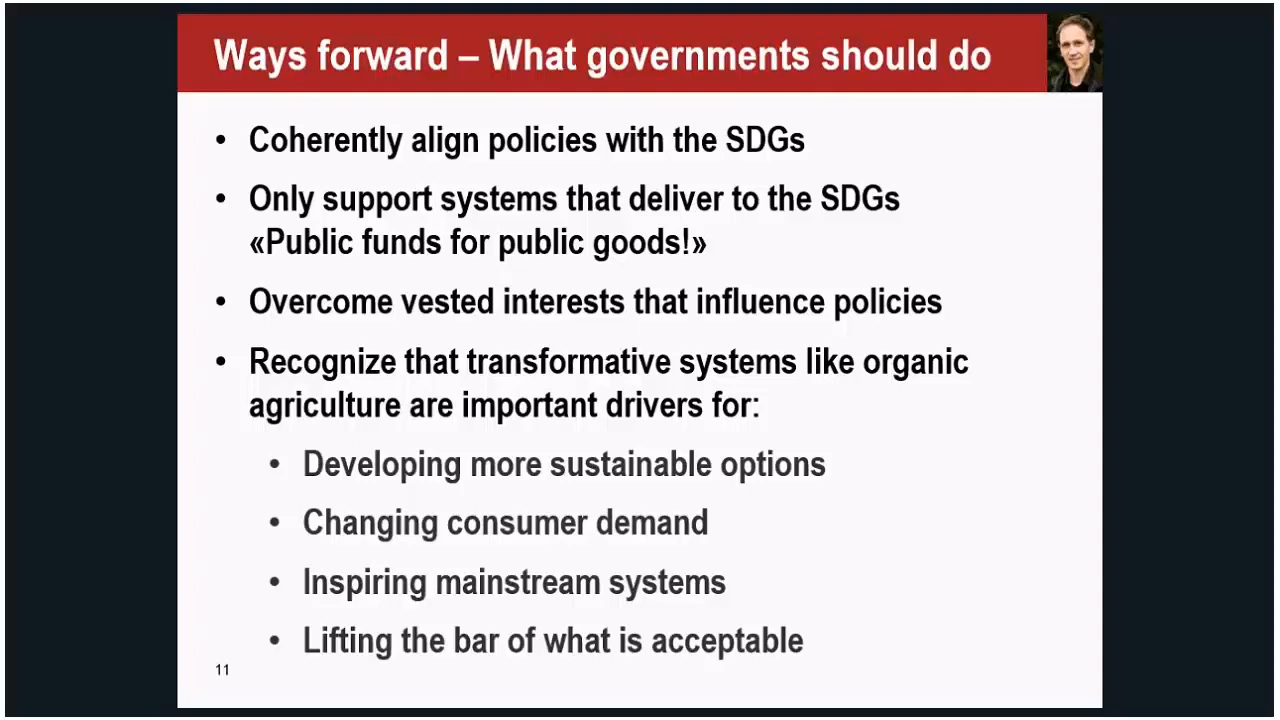 Ways forward – What governments should do
• Coherently align policies with the SDGs
• Only support systems that deliver to the SDGs
«Public funds for public goods!»
• Overcome vested interests that influence policies
• Recognize that transformative systems like organic
agriculture are important drivers for:
• Developing more sustainable options
• Changing consumer demand
• Inspiring mainstream systems
• Lifting the bar of what is acceptable
11